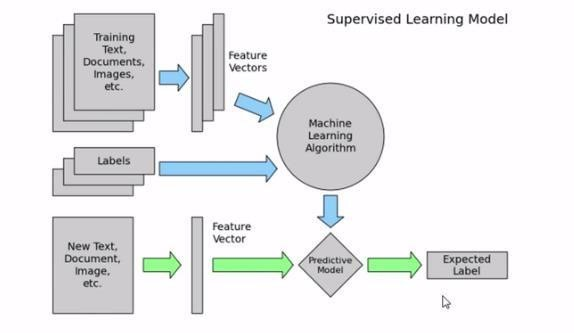 Supervised Learning Model
Training
Text,
Documents,
Images,
etc.
Feature
Vectors
Machine
Learning
Algorithm
Labels
New Text,
Document,
Image,
etc.
Feature
Vector
Predictive
Model
Expected
Label